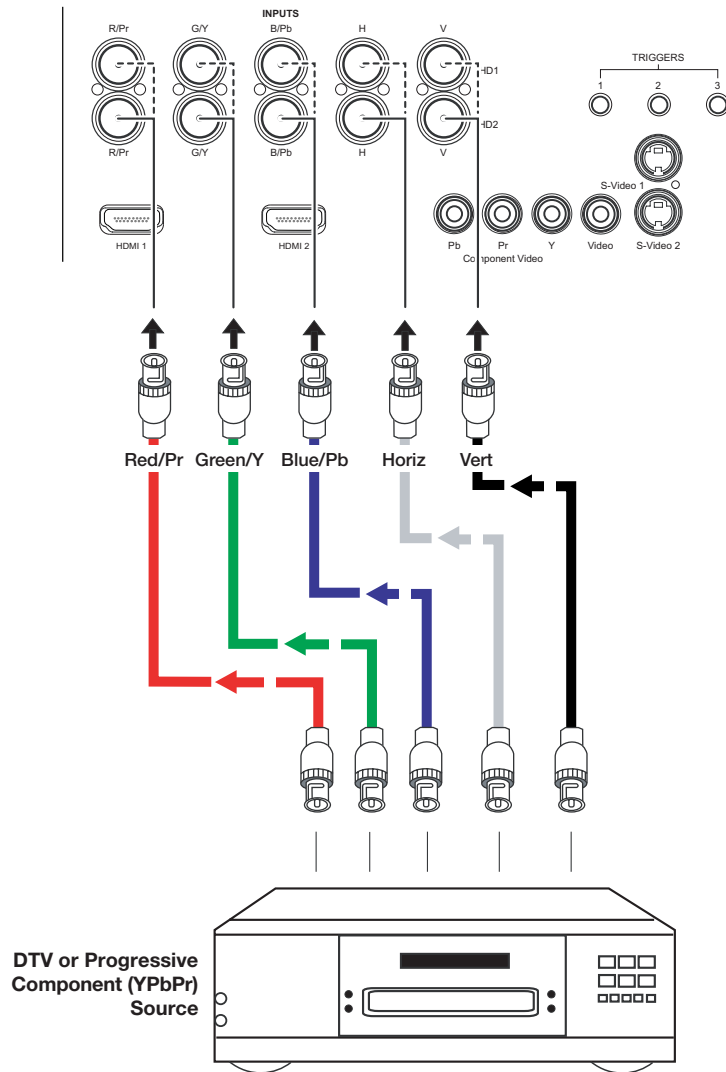 INPUTS
R/Pr G/Y B/Pb H V
HD1
TRIGGERS
1 2 3
HD2
R/Pr G/Y B/Pb H V
S-Video 1
HDMI 1 HDMI 2
Pb Pr Y Video S-Video 2
Component Video
Red/Pr Green/Y Blue/Pb Horiz Vert
DTV or Progressive
Component (YPbPr)
Source